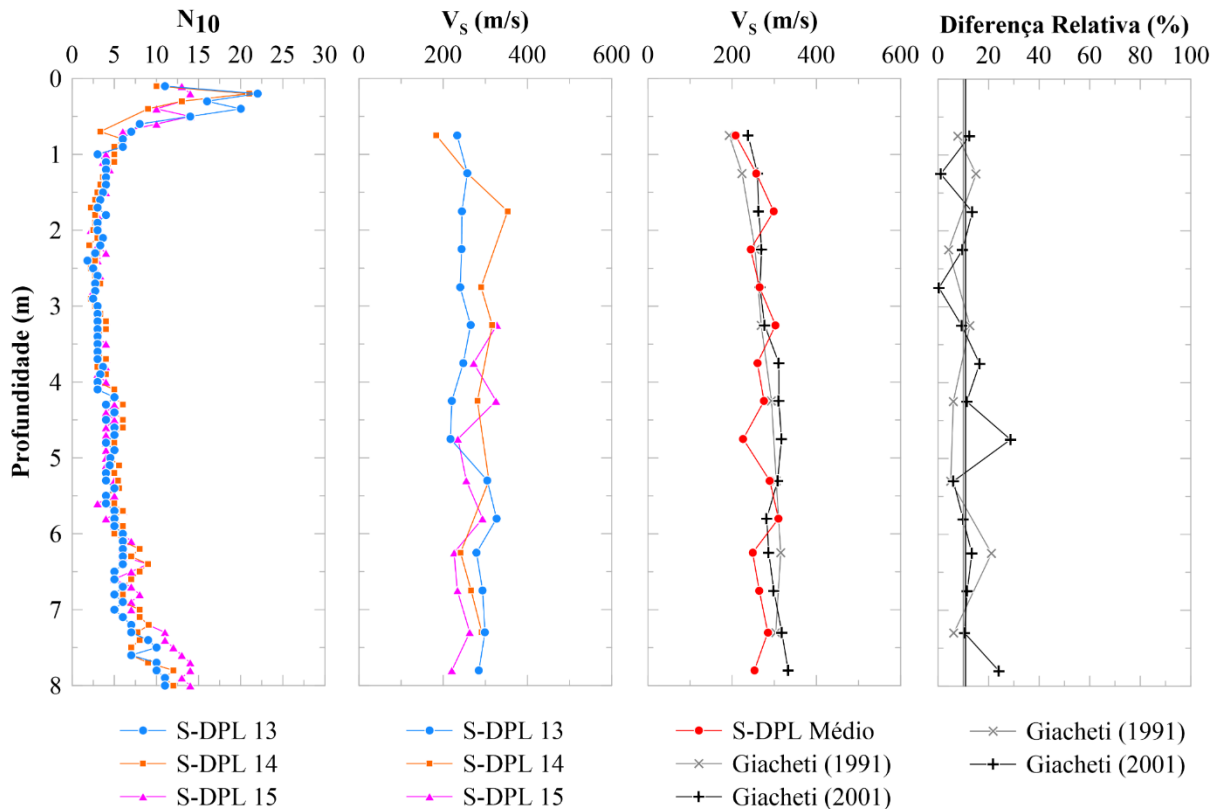 N10
VS (m/s)
VS (m/s)
Diferença Relativa (%)
0 5 10 15 20 25 30
0 200 400 600
0 200 400 600
0 20 40 60 80 100
Profundidade (m)
0
1
2
3
4
5
6
7
8
S-DPL 13
S-DPL 14
S-DPL 15
S-DPL 13
S-DPL 14
S-DPL 15
S-DPL Médio
Giacheti (1991)
Giacheti (2001)
Giacheti (1991)
Giacheti (2001)